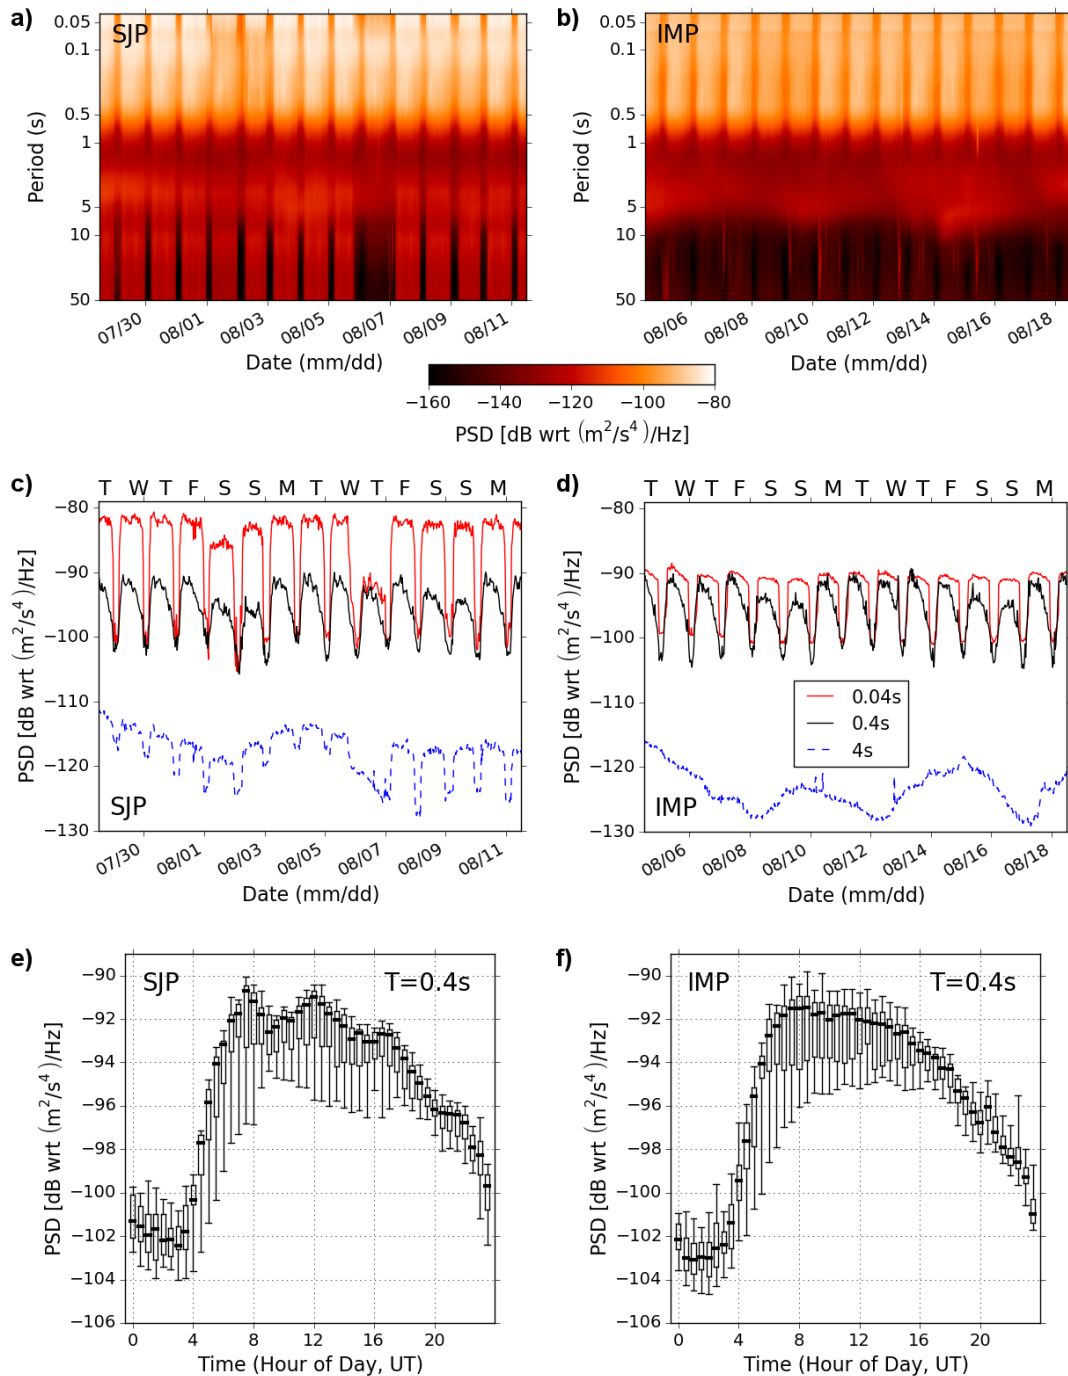 a)
SJP
0.05
0.1
0.5
1
5
10
50
Period (s)
07/30 08/01 08/03 08/05 08/07 08/09 08/11
Date (mm/dd)
b)
IMP
0.05
0.1
0.5
1
5
10
50
Period (s)
08/06 08/08 08/10 08/12 08/14 08/16 08/18
Date (mm/dd)
−160 −140 −120 −100 −80
PSD [dB wrt (m²/s⁴)/Hz]
c)
T W T F S S M T W T F S S M
−80
−90
−100
−110
−120
−130
PSD [dB wrt (m²/s⁴)/Hz]
SJP
07/30 08/01 08/03 08/05 08/07 08/09 08/11
Date (mm/dd)
d)
T W T F S S M T W T F S S M
−80
−90
−100
−110
−120
−130
PSD [dB wrt (m²/s⁴)/Hz]
0.04s
0.4s
4s
IMP
08/06 08/08 08/10 08/12 08/14 08/16 08/18
Date (mm/dd)
e)
SJP T=0.4s
−90
−92
−94
−96
−98
−100
−102
−104
−106
PSD [dB wrt (m²/s⁴)/Hz]
0 4 8 12 16 20
Time (Hour of Day, UT)
f)
IMP T=0.4s
−90
−92
−94
−96
−98
−100
−102
−104
−106
PSD [dB wrt (m²/s⁴)/Hz]
0 4 8 12 16 20
Time (Hour of Day, UT)